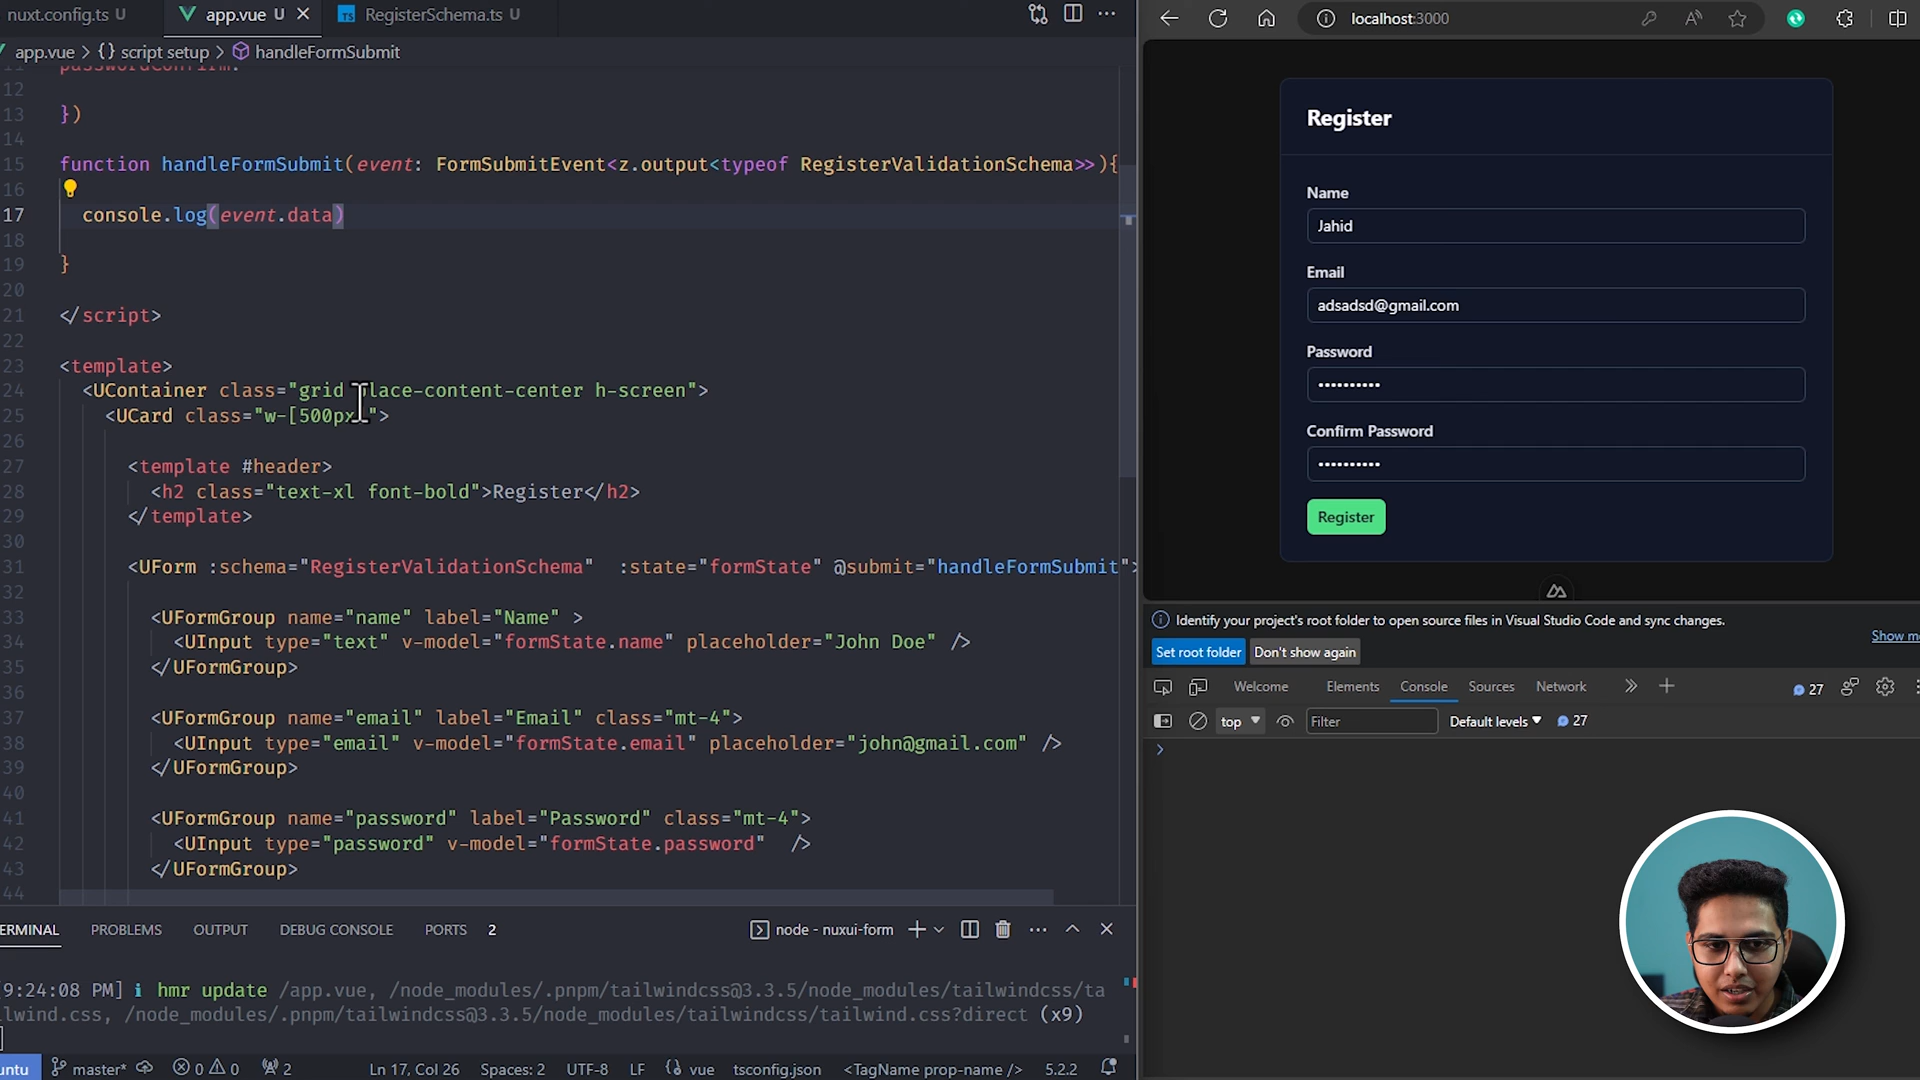 nuxt.config.ts U
app.vue U
RegisterSchema.ts U
app.vue > {} script setup > handleFormSubmit
passwordConfirm:
12
13 })
14
15 function handleFormSubmit(event: FormSubmitEvent<z.output<typeof RegisterValidationSchema>>){
16
17 console.log(event.data)
18
19 }
20
21 </script>
22
23 <template>
24 <UContainer class="grid place-content-center h-screen">
25 <UCard class="w-[500px]">
26
27 <template #header>
28 <h2 class="text-xl font-bold">Register</h2>
29 </template>
30
31 <UForm :schema="RegisterValidationSchema" :state="formState" @submit="handleFormSubmit">
32
33 <UFormGroup name="name" label="Name" >
34 <UInput type="text" v-model="formState.name" placeholder="John Doe" />
35 </UFormGroup>
36
37 <UFormGroup name="email" label="Email" class="mt-4">
38 <UInput type="email" v-model="formState.email" placeholder="john@gmail.com" />
39 </UFormGroup>
40
41 <UFormGroup name="password" label="Password" class="mt-4">
42 <UInput type="password" v-model="formState.password" />
43 </UFormGroup>
44
ERMINAL PROBLEMS OUTPUT DEBUG CONSOLE PORTS 2
node - nuxui-form
9:24:08 PM] i hmr update /app.vue, /node_modules/.pnpm/tailwindcss@3.3.5/node_modules/tailwindcss/ta
ilwind.css, /node_modules/.pnpm/tailwindcss@3.3.5/node_modules/tailwindcss/tailwind.css?direct (x9)
untu master* 0 0 2 Ln 17, Col 26 Spaces: 2 UTF-8 LF {} vue tsconfig.json <TagName prop-name /> 5.2.2
localhost:3000
Register
Name
Jahid
Email
adsadsd@gmail.com
Password
••••••••••
Confirm Password
••••••••••
Register
Identify your project's root folder to open source files in Visual Studio Code and sync changes.
Show mo
Set root folder Don't show again
Welcome Elements Console Sources Network 27
top Filter Default levels 27